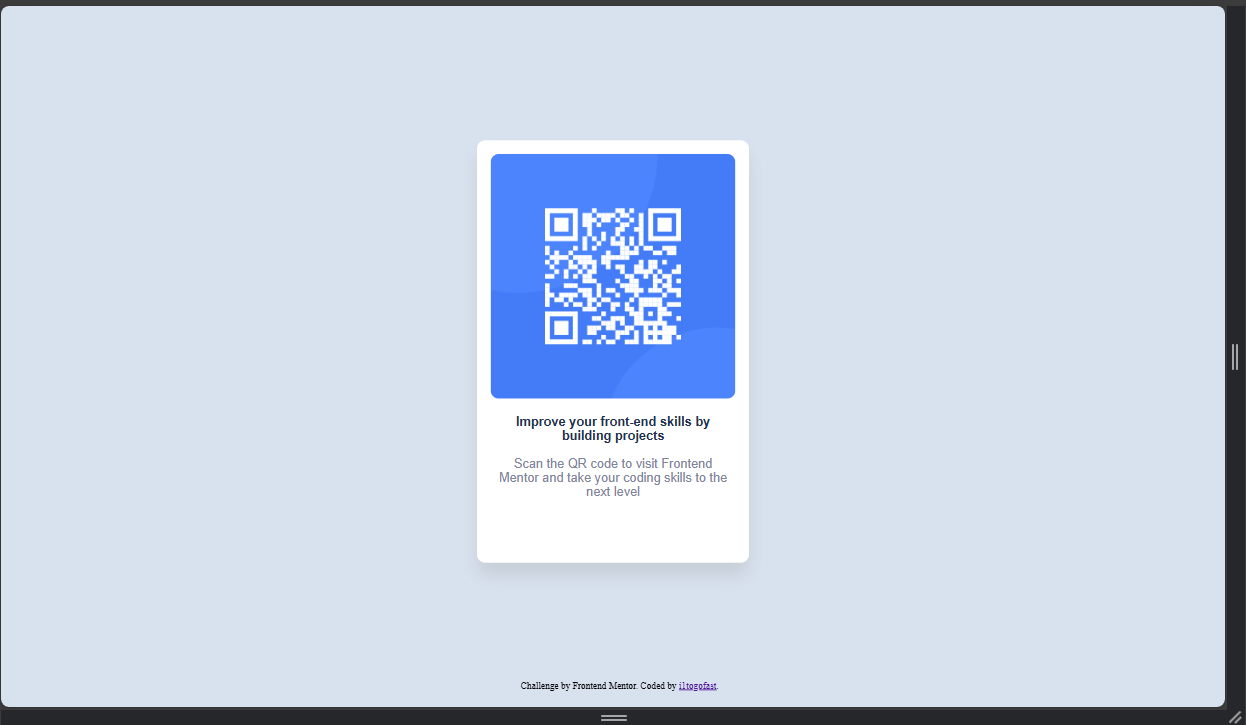 Improve your front-end skills by
building projects
Scan the QR code to visit Frontend
Mentor and take your coding skills to the
next level
Challenge by Frontend Mentor. Coded by i1togofast.